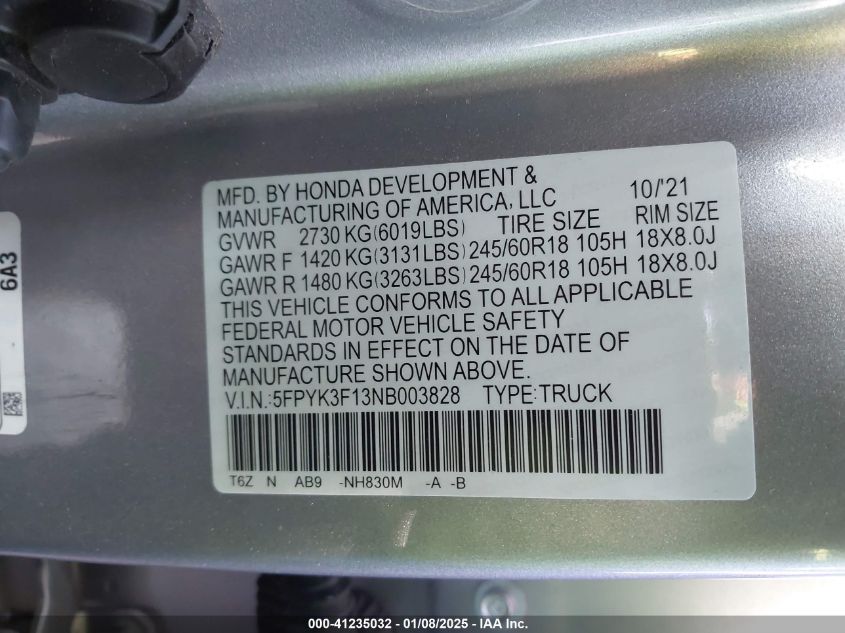 MFD. BY HONDA DEVELOPMENT & 10/'21
MANUFACTURING OF AMERICA, LLC
GVWR 2730 KG(6019LBS) TIRE SIZE RIM SIZE
GAWR F 1420 KG(3131LBS) 245/60R18 105H 18X8.0J
GAWR R 1480 KG(3263LBS) 245/60R18 105H 18X8.0J
THIS VEHICLE CONFORMS TO ALL APPLICABLE
FEDERAL MOTOR VEHICLE SAFETY
STANDARDS IN EFFECT ON THE DATE OF
MANUFACTURE SHOWN ABOVE.
V.I.N.:5FPYK3F13NB003828 TYPE:TRUCK
T6Z N AB9 -NH830M -A -B
6A3
000-41235032 - 01/08/2025 - IAA Inc.